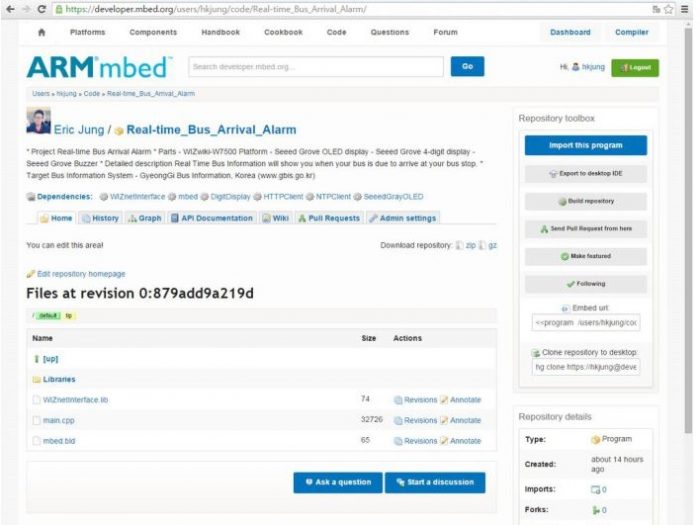 https://developer.mbed.org/users/hkjung/code/Real-time_Bus_Arrival_Alarm/
Platforms Components Handbook Cookbook Code Questions Forum Dashboard Compiler
ARM®mbed™ Search developer.mbed.org... Go Hi, hkjung Logout
Users » hkjung » Code » Real-time_Bus_Arrival_Alarm
Eric Jung / Real-time_Bus_Arrival_Alarm
* Project Real-time Bus Arrival Alarm * Parts - WIZwiki-W7500 Platform - Seeed Grove OLED display - Seeed Grove 4-digit display -
Seeed Grove Buzzer * Detailed description Real Time Bus Information will show you when your bus is due to arrive at your bus stop. *
Target Bus Information System - GyeongGi Bus Information, Korea (www.gbis.go.kr)
Dependencies: WIZnetInterface mbed DigitDisplay HTTPClient NTPClient SeeedGrayOLED
Home History Graph API Documentation Wiki Pull Requests Admin settings
You can edit this area! Download repository: zip gz
Edit repository homepage
Files at revision 0:879add9a219d
/ default tip
Name Size Actions
[up]
Libraries
WIZnetInterface.lib 74 Revisions Annotate
main.cpp 32726 Revisions Annotate
mbed.bld 65 Revisions Annotate
Ask a question Start a discussion
Repository toolbox
Import this program
Export to desktop IDE
Build repository
Send Pull Request from here
Make featured
Following
Embed url:
<<program /users/hkjung/co
Clone repository to desktop:
hg clone https://hkjung@deve
Repository details
Type: Program
Created: about 14 hours
ago
Imports: 0
Forks: 0